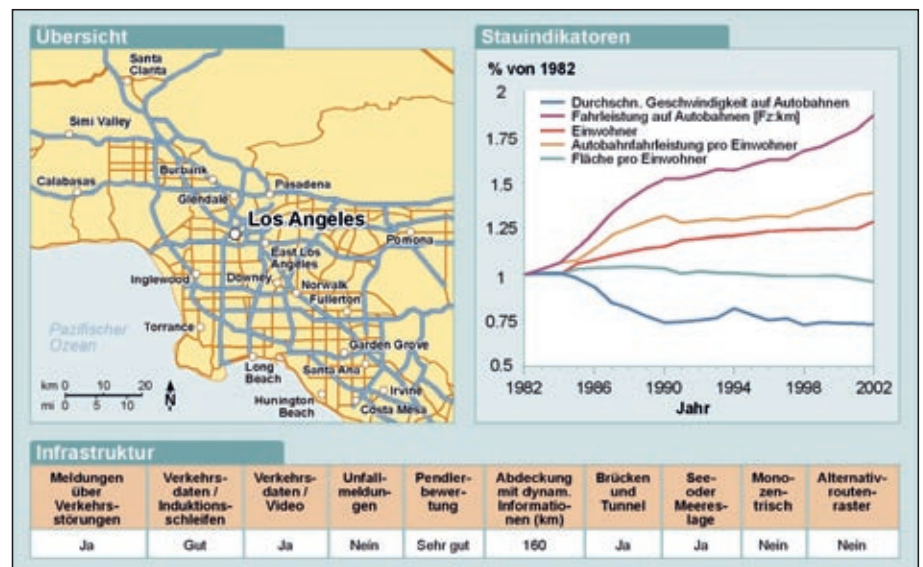 Übersicht
Santa
Clarita
Simi Valley
Burbank
Calabasas
Glendale
Pasadena
Los Angeles
Pomona
East Los
Angeles
Inglewood
Downey
Norwalk
Fullerton
Pazifischer
Ozean
Torrance
Garden Grove
Long
Beach
Santa Ana
Irvine
Hunington
Beach
Costa Mesa
km 0 10 20
mi 0 5 10
N
Stauindikatoren
% von 1982
2
1.75
1.5
1.25
1
0.75
0.5
Durchschn. Geschwindigkeit auf Autobahnen
Fahrleistung auf Autobahnen [Fz.km]
Einwohner
Autobahnfahrleistung pro Einwohner
Fläche pro Einwohner
1982 1986 1990 1994 1998 2002
Jahr
Infrastruktur
Meldungen
über
Verkehrs-
störungen
Verkehrs-
daten /
Induktions-
schleifen
Verkehrs-
daten /
Video
Unfall-
meldun-
gen
Pendler-
bewer-
tung
Abdeckung
mit dynam.
Informatio-
nen (km)
Brücken
und
Tunnel
See-
oder
Meeres-
lage
Mono-
zen-
trisch
Alternativ-
routen-
raster
Ja Gut Ja Nein Sehr gut 160 Ja Ja Nein Nein